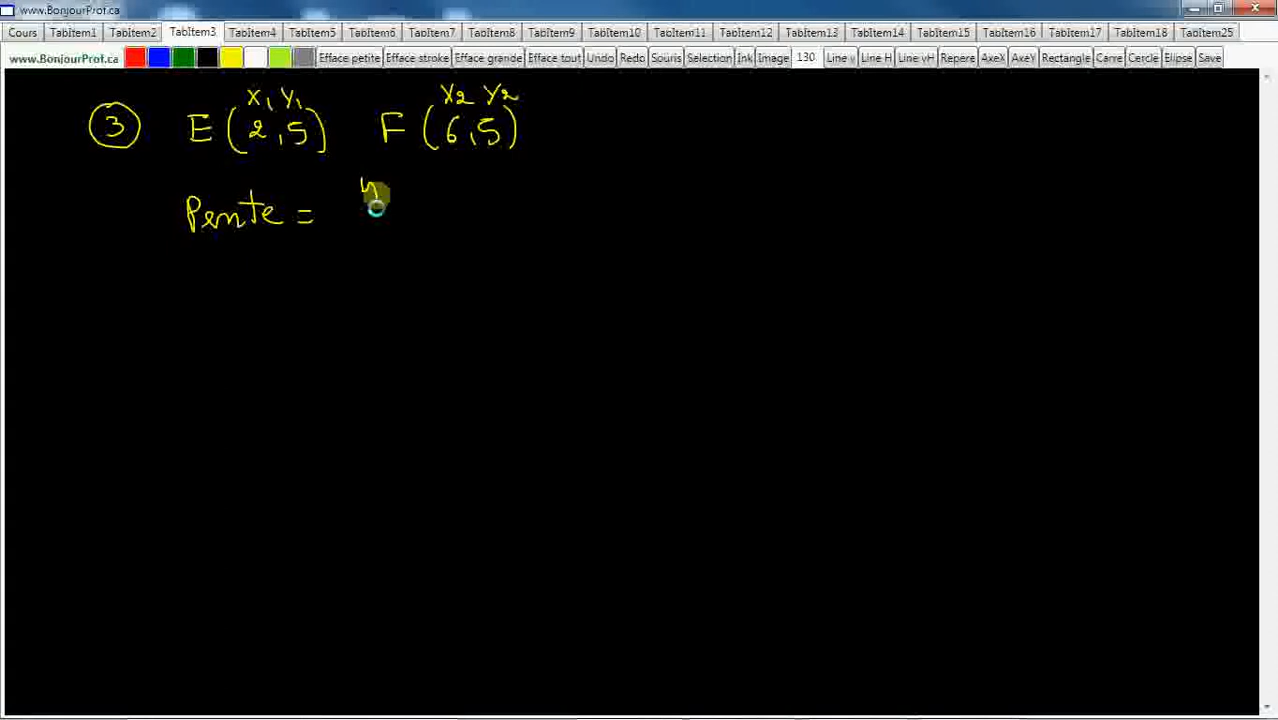 www.BonjourProf.ca
Cours TabItem1 TabItem2 TabItem3 TabItem4 TabItem5 TabItem6 TabItem7 TabItem8 TabItem9 TabItem10 TabItem11 TabItem12 TabItem13 TabItem14 TabItem15 TabItem16 TabItem17 TabItem18 TabItem25
www.BonjourProf.ca Efface petite Efface stroke Efface grande Efface tout Undo Redo Souris Selection Ink Image 130 Line v Line H Line vH Repere AxeX AxeY Rectangle Carre Cercle Elipse Save
x₁ y₁ x₂ y₂
3 E (2,5) F (6,5)
y
Pente =